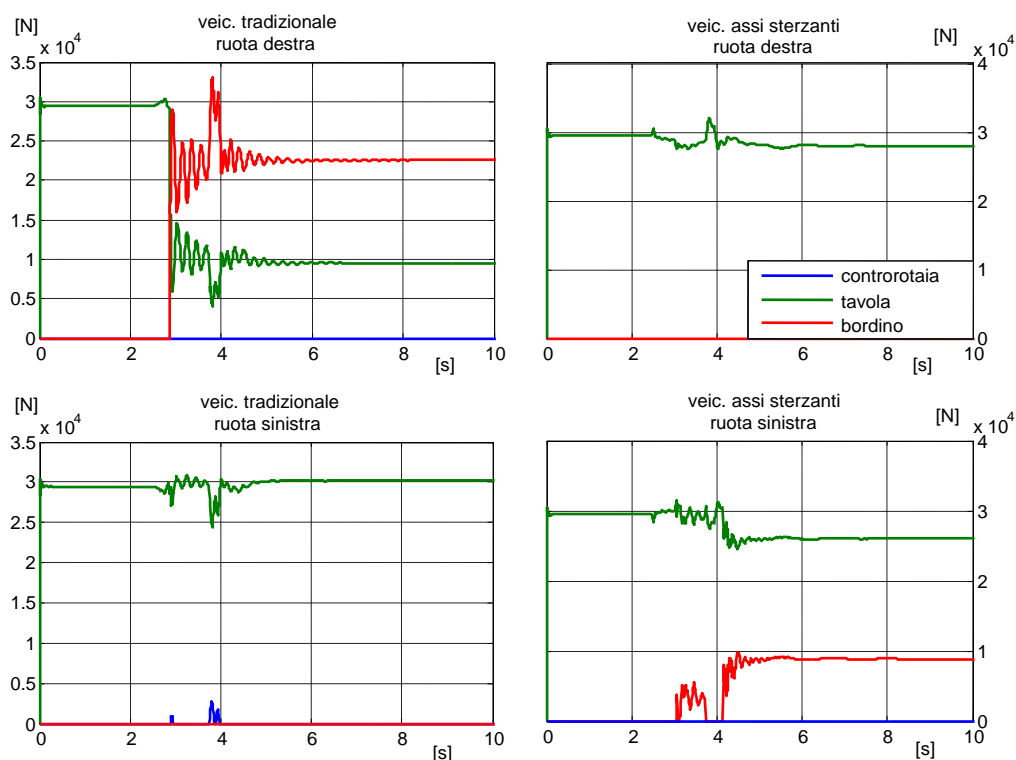 [N]
x 10^4
veic. tradizionale
ruota destra
3.5
3
2.5
2
1.5
1
0.5
0
0 2 4 6 8 10
[s]
veic. assi sterzanti
ruota destra
[N]
x 10^4
4
3
2
1
0
controrotaia
tavola
bordino
0 2 4 6 8 10
[s]
[N]
x 10^4
veic. tradizionale
ruota sinistra
3.5
3
2.5
2
1.5
1
0.5
0
0 2 4 6 8 10
[s]
veic. assi sterzanti
ruota sinistra
[N]
x 10^4
4
3
2
1
0
0 2 4 6 8 10
[s]